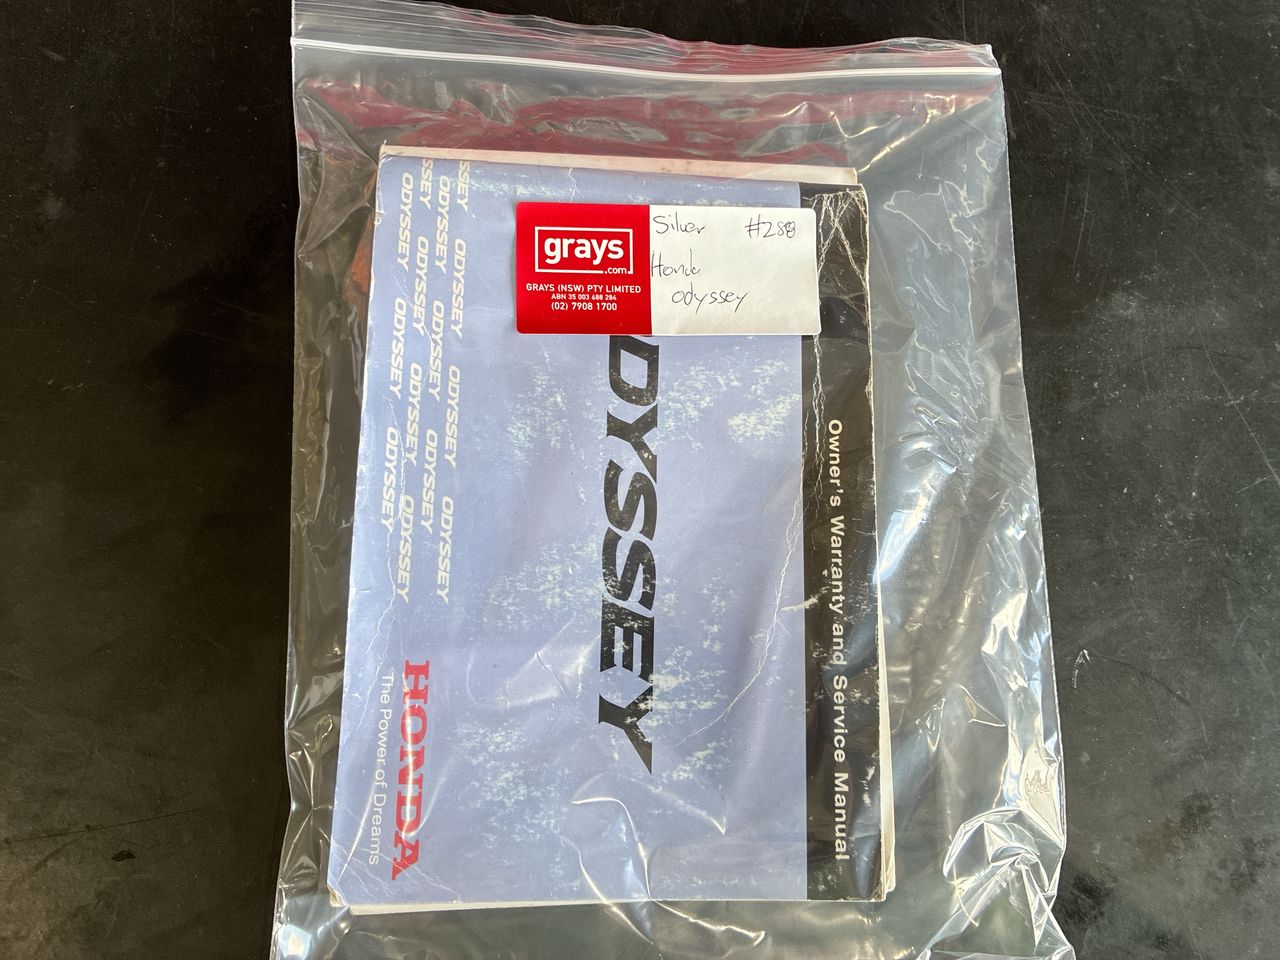 grays
.com
GRAYS (NSW) PTY LIMITED
ABN 35 003 688 284
(02) 7908 1700
Silver #288
Honda
Odyssey
SSEY ODYSSEY ODYSSEY ODYSSEY
SSEY ODYSSEY ODYSSEY ODYSSEY
ODYSSEY ODYSSEY ODYSSEY
ODYSSEY ODYSSEY ODYSSEY
DYSSEY
Owner's Warranty and Service Manual
HONDA
The Power of Dreams